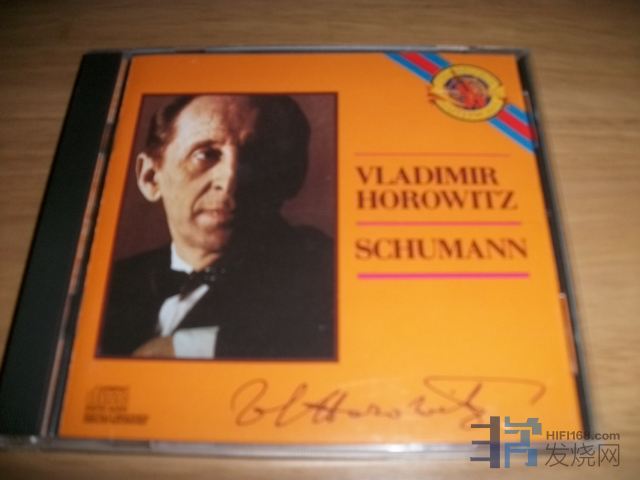 VLADIMIR
HOROWITZ
SCHUMANN
HIFI168.com
发烧网